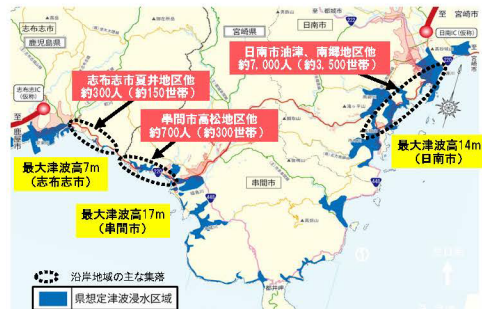 志布志市
鹿児島県
宮崎県
日南市
至
宮崎市
日南IC(仮称)
日南市油津、南郷地区他
約7,000人(約3,500世帯)
志布志市夏井地区他
約300人(約150世帯)
志布志IC
(仮称)
串間市高松地区他
約700人(約300世帯)
至
鹿屋市
最大津波高7m
(志布志市)
最大津波高14m
(日南市)
最大津波高17m
(串間市)
串間市
都井岬
沿岸地域の主な集落
県想定津波浸水区域